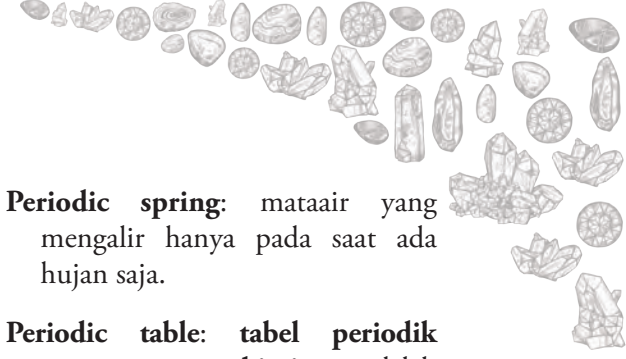 Periodic spring: mataair yang
mengalir hanya pada saat ada
hujan saja.
Periodic table: tabel periodik